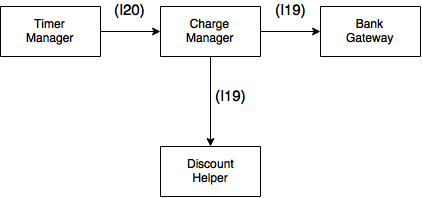 (I20)
(I19)
Timer
Manager
Charge
Manager
Bank
Gateway
(I19)
Discount
Helper